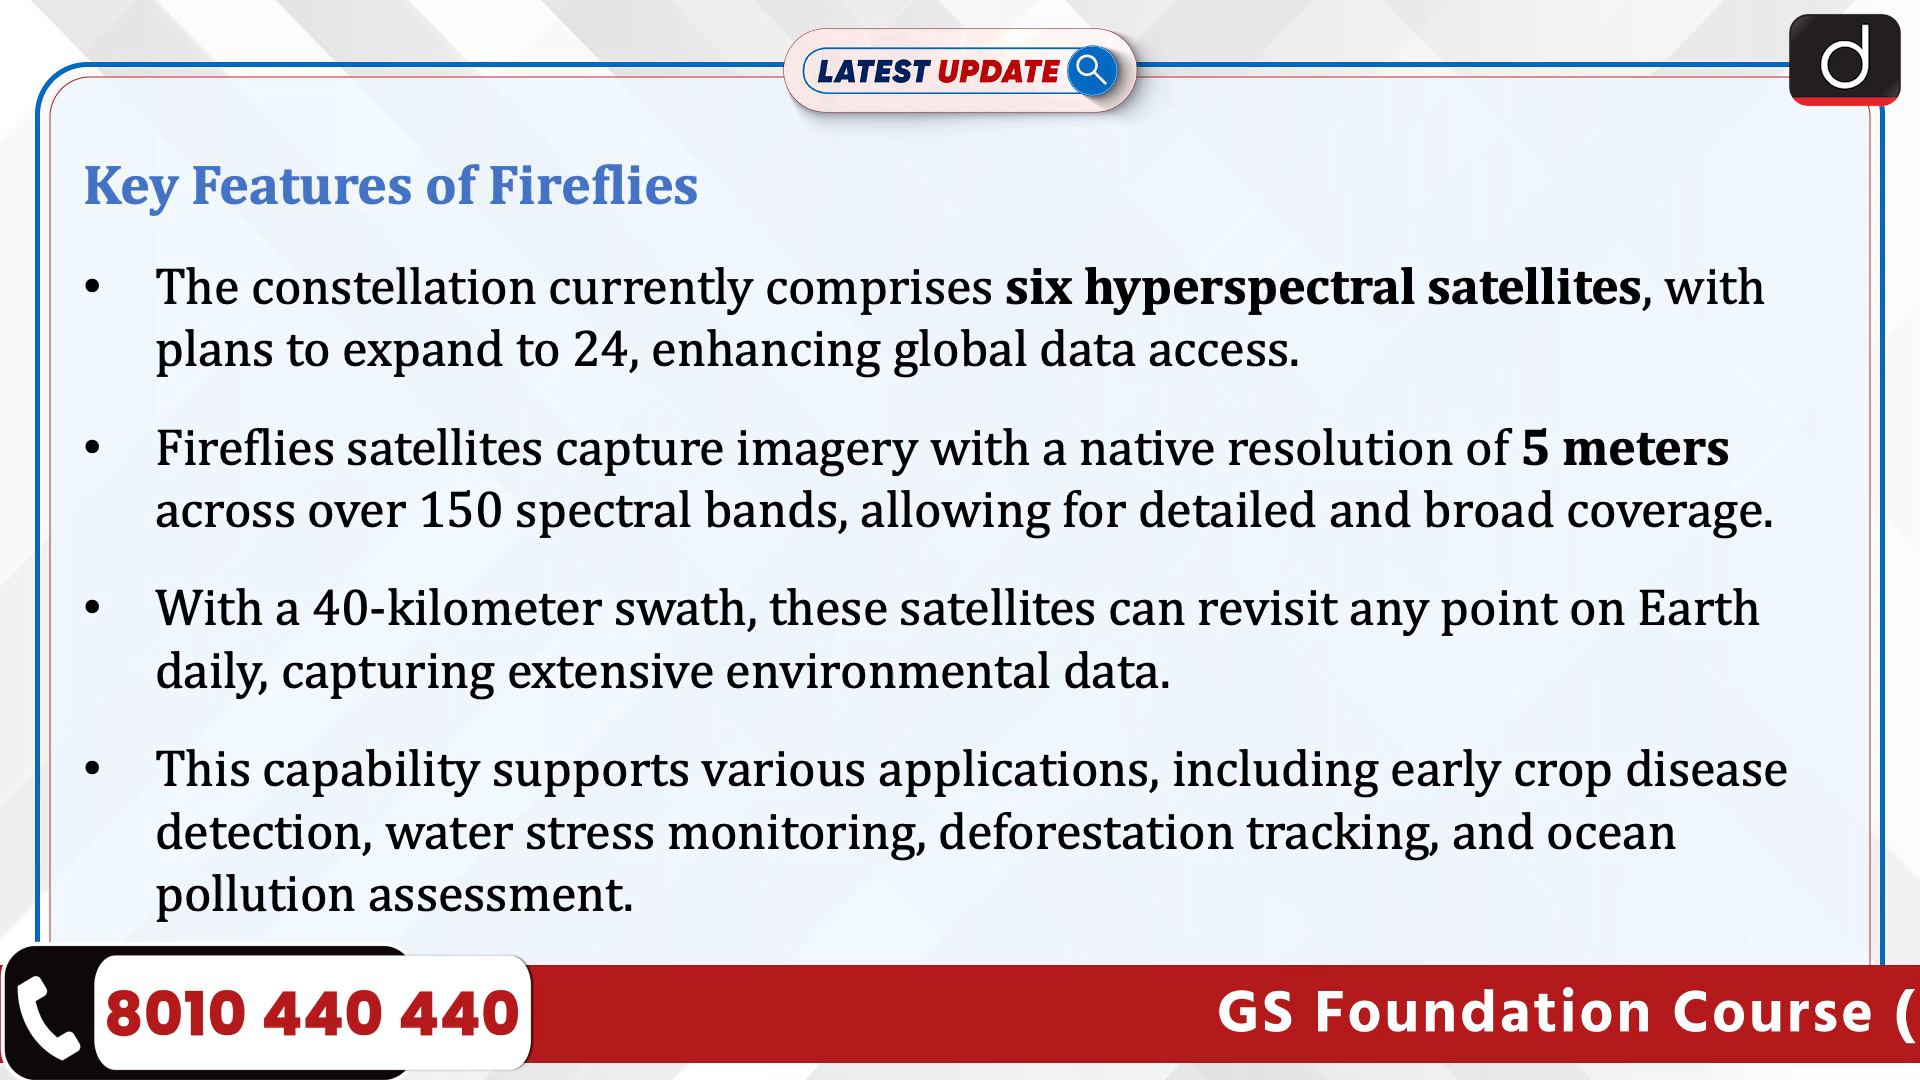 LATEST UPDATE
d
Key Features of Fireflies
• The constellation currently comprises six hyperspectral satellites, with
plans to expand to 24, enhancing global data access.
• Fireflies satellites capture imagery with a native resolution of 5 meters
across over 150 spectral bands, allowing for detailed and broad coverage.
• With a 40-kilometer swath, these satellites can revisit any point on Earth
daily, capturing extensive environmental data.
• This capability supports various applications, including early crop disease
detection, water stress monitoring, deforestation tracking, and ocean
pollution assessment.
8010 440 440
GS Foundation Course (